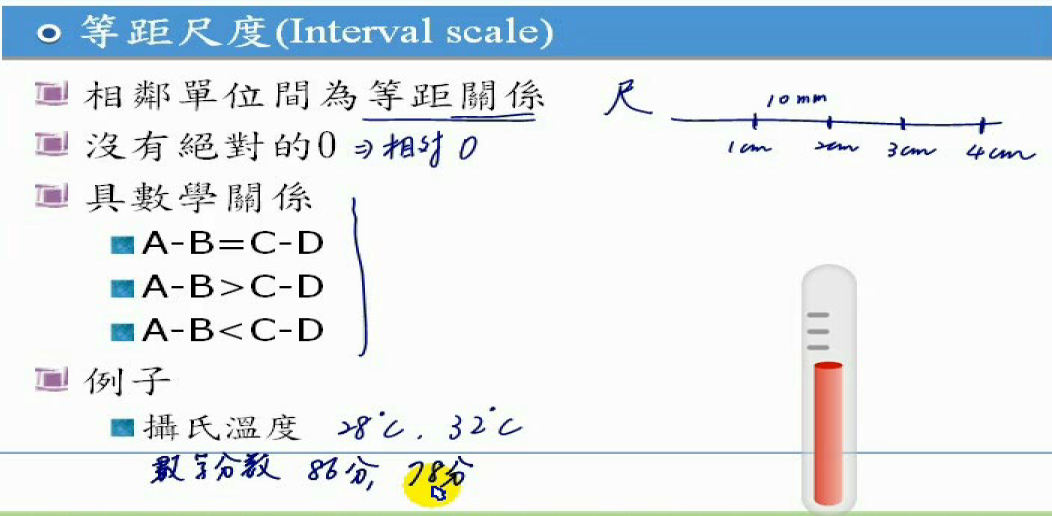 等距尺度(Interval scale)
相鄰單位間為等距關係
尺 10mm
1cm 2cm 3cm 4cm
沒有絕對的0 ⇒相对0
具數學關係
A-B=C-D
A-B>C-D
A-B<C-D
例子
攝氏溫度 28°C. 32°C
數学分數 86分, 78分